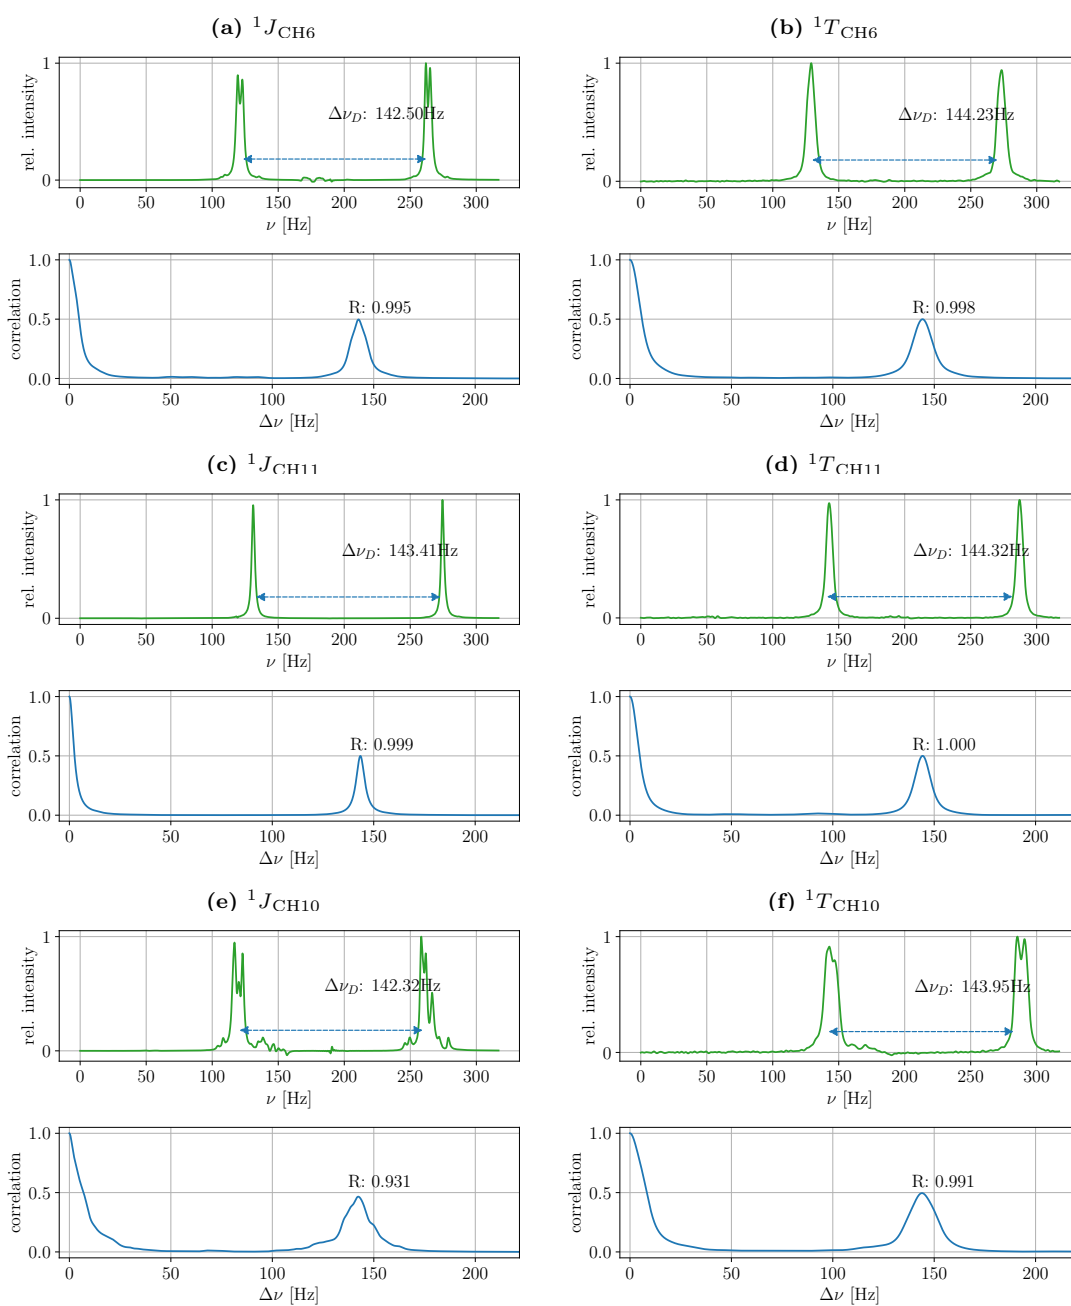 (a) ¹J_CH6
(b) ¹T_CH6
rel. intensity
1
0
Δν_D: 142.50Hz
0 50 100 150 200 250 300
ν [Hz]
rel. intensity
1
0
Δν_D: 144.23Hz
0 50 100 150 200 250 300
ν [Hz]
correlation
1.0
0.5
0.0
R: 0.995
0 50 100 150 200
Δν [Hz]
correlation
1.0
0.5
0.0
R: 0.998
0 50 100 150 200
Δν [Hz]
(c) ¹J_CH11
(d) ¹T_CH11
rel. intensity
1
0
Δν_D: 143.41Hz
0 50 100 150 200 250 300
ν [Hz]
rel. intensity
1
0
Δν_D: 144.32Hz
0 50 100 150 200 250 300
ν [Hz]
correlation
1.0
0.5
0.0
R: 0.999
0 50 100 150 200
Δν [Hz]
correlation
1.0
0.5
0.0
R: 1.000
0 50 100 150 200
Δν [Hz]
(e) ¹J_CH10
(f) ¹T_CH10
rel. intensity
1
0
Δν_D: 142.32Hz
0 50 100 150 200 250 300
ν [Hz]
rel. intensity
1
0
Δν_D: 143.95Hz
0 50 100 150 200 250 300
ν [Hz]
correlation
1.0
0.5
0.0
R: 0.931
0 50 100 150 200
Δν [Hz]
correlation
1.0
0.5
0.0
R: 0.991
0 50 100 150 200
Δν [Hz]